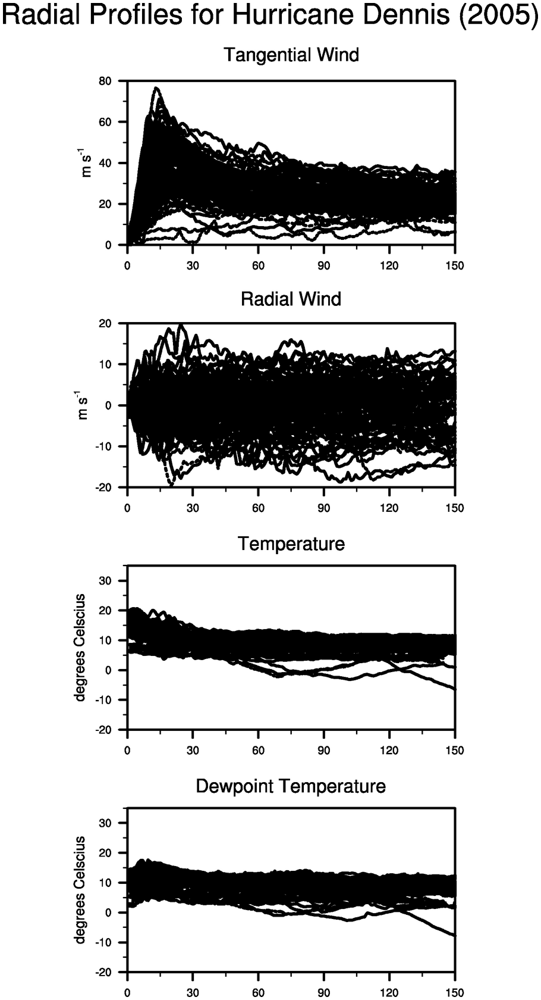 Radial Profiles for Hurricane Dennis (2005)
Tangential Wind
80
60
40
20
0
m s-1
0 30 60 90 120 150
Radial Wind
20
10
0
-10
-20
m s-1
0 30 60 90 120 150
Temperature
30
20
10
0
-10
-20
degrees Celscius
0 30 60 90 120 150
Dewpoint Temperature
30
20
10
0
-10
-20
degrees Celscius
0 30 60 90 120 150